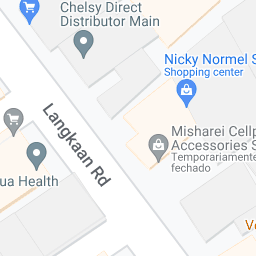 Chelsy Direct
Distributor Main
Nicky Normel S
Shopping center
Langkaan Rd
Misharei Cellp
Accessories S
Temporariamente
fechado
ua Health